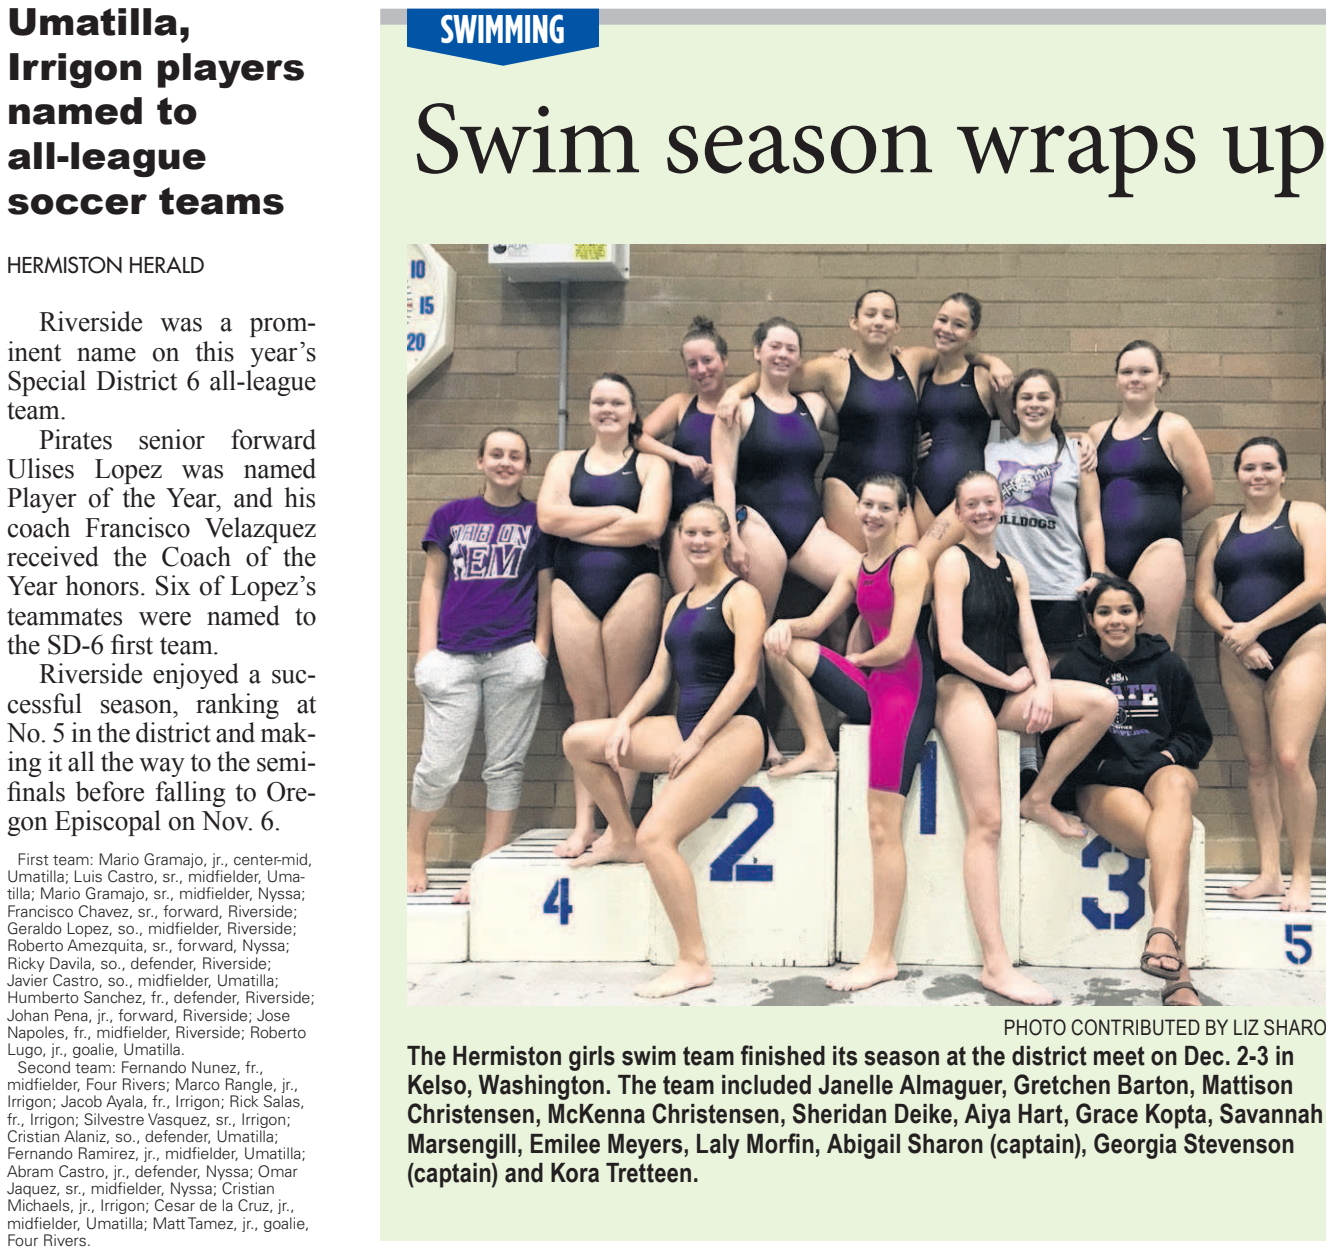 Umatilla,
Irrigon players
named to
all-league
soccer teams
HERMISTON HERALD
Riverside was a prom-
inent name on this year's
Special District 6 all-league
team.
Pirates senior forward
Ulises Lopez was named
Player of the Year, and his
coach Francisco Velazquez
received the Coach of the
Year honors. Six of Lopez's
teammates were named to
the SD-6 first team.
Riverside enjoyed a suc-
cessful season, ranking at
No. 5 in the district and mak-
ing it all the way to the semi-
finals before falling to Ore-
gon Episcopal on Nov. 6.
First team: Mario Gramajo, jr., center-mid,
Umatilla; Luis Castro, sr., midfielder, Uma-
tilla; Mario Gramajo, sr., midfielder, Nyssa;
Francisco Chavez, sr., forward, Riverside;
Geraldo Lopez, so., midfielder, Riverside;
Roberto Amezquita, sr., forward, Nyssa;
Ricky Davila, so., defender, Riverside;
Javier Castro, so., midfielder, Umatilla;
Humberto Sanchez, fr., defender, Riverside;
Johan Pena, jr., forward, Riverside; Jose
Napoles, fr., midfielder, Riverside; Roberto
Lugo, jr., goalie, Umatilla.
Second team: Fernando Nunez, fr.,
midfielder, Four Rivers; Marco Rangle, jr.,
Irrigon; Jacob Ayala, fr., Irrigon; Rick Salas,
fr., Irrigon; Silvestre Vasquez, sr., Irrigon;
Cristian Alaniz, so., defender, Umatilla;
Fernando Ramirez, jr., midfielder, Umatilla;
Abram Castro, jr., defender, Nyssa; Omar
Jaquez, sr., midfielder, Nyssa; Cristian
Michaels, jr., Irrigon; Cesar de la Cruz, jr.,
midfielder, Umatilla; Matt Tamez, jr., goalie,
Four Rivers.
SWIMMING
Swim season wraps up
10
15
20
4
2
1
3
5
PHOTO CONTRIBUTED BY LIZ SHARO
The Hermiston girls swim team finished its season at the district meet on Dec. 2-3 in
Kelso, Washington. The team included Janelle Almaguer, Gretchen Barton, Mattison
Christensen, McKenna Christensen, Sheridan Deike, Aiya Hart, Grace Kopta, Savannah
Marsengill, Emilee Meyers, Laly Morfin, Abigail Sharon (captain), Georgia Stevenson
(captain) and Kora Tretteen.